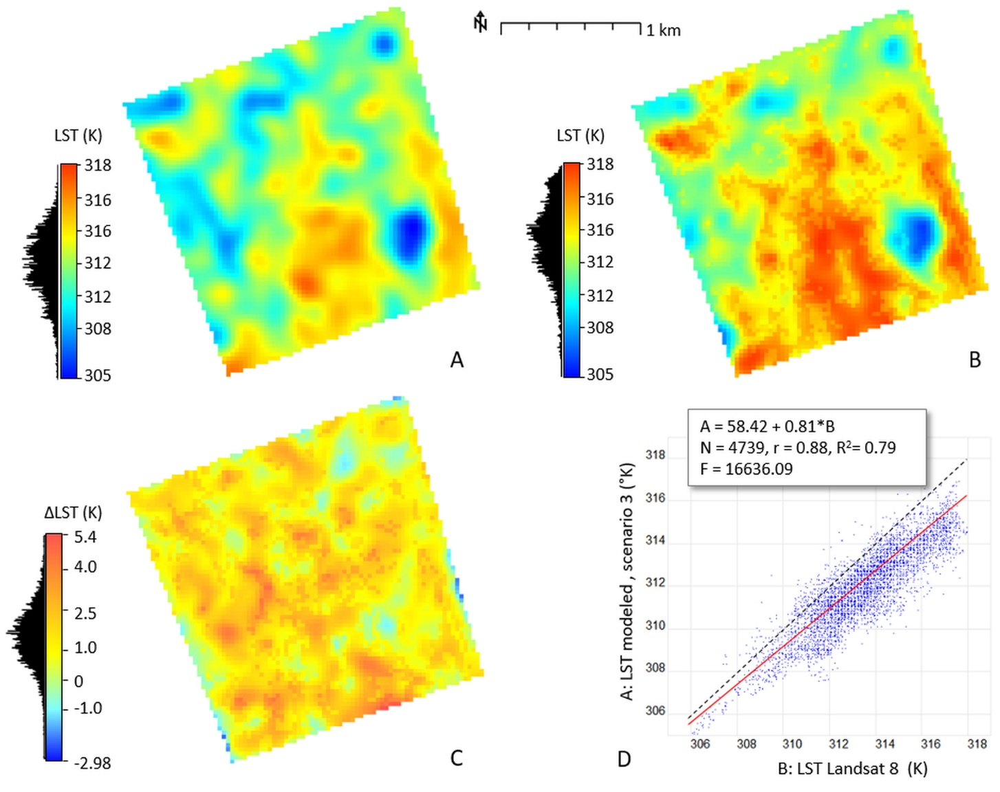 N
1 km
LST (K)
318
316
316
312
312
308
305
A
LST (K)
318
316
316
312
312
308
305
B
ΔLST (K)
5.4
4.0
2.5
1.0
0
-1.0
-2.98
C
A = 58.42 + 0.81*B
N = 4739, r = 0.88, R²= 0.79
F = 16636.09
A: LST modeled , scenario 3 (°K)
318
316
314
312
310
308
306
306 308 310 312 314 316 318
D
B: LST Landsat 8 (K)